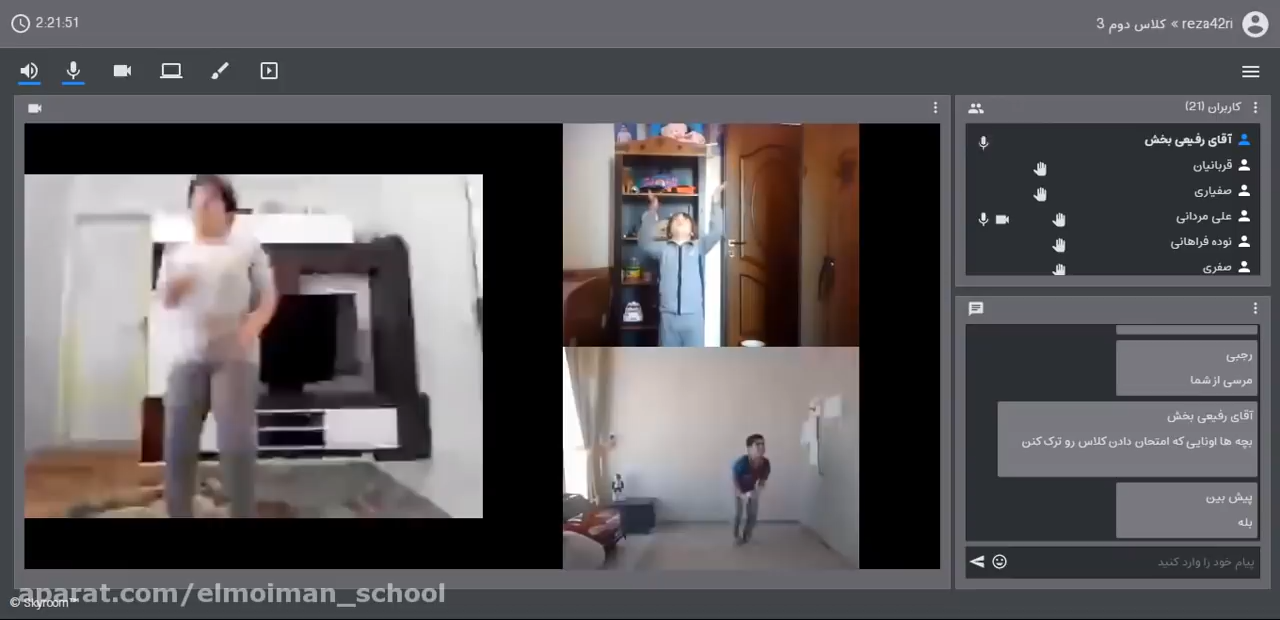 2:21:51
reza42ri » کلاس دوم 3
کاربران (21)
آقای رفیعی بخش
قربانیان
صفیاری
علی مردانی
نوده فراهانی
صفری
رجبی
مرسی از شما
آقای رفیعی بخش
بچه ها اونایی که امتحان دادن کلاس رو ترک کنن
پیش بین
بله
پیام خود را وارد کنید
aparat.com/elmoiman_school
© Skyroom™